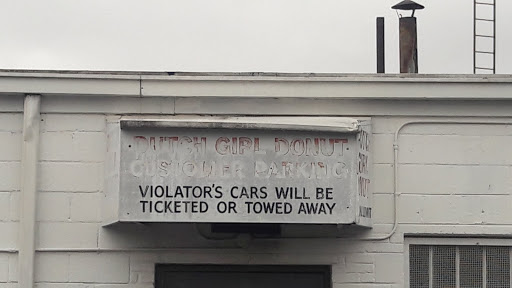 DUTCH GIRL DONUT
CUSTOMER PARKING
VIOLATOR'S CARS WILL BE
TICKETED OR TOWED AWAY